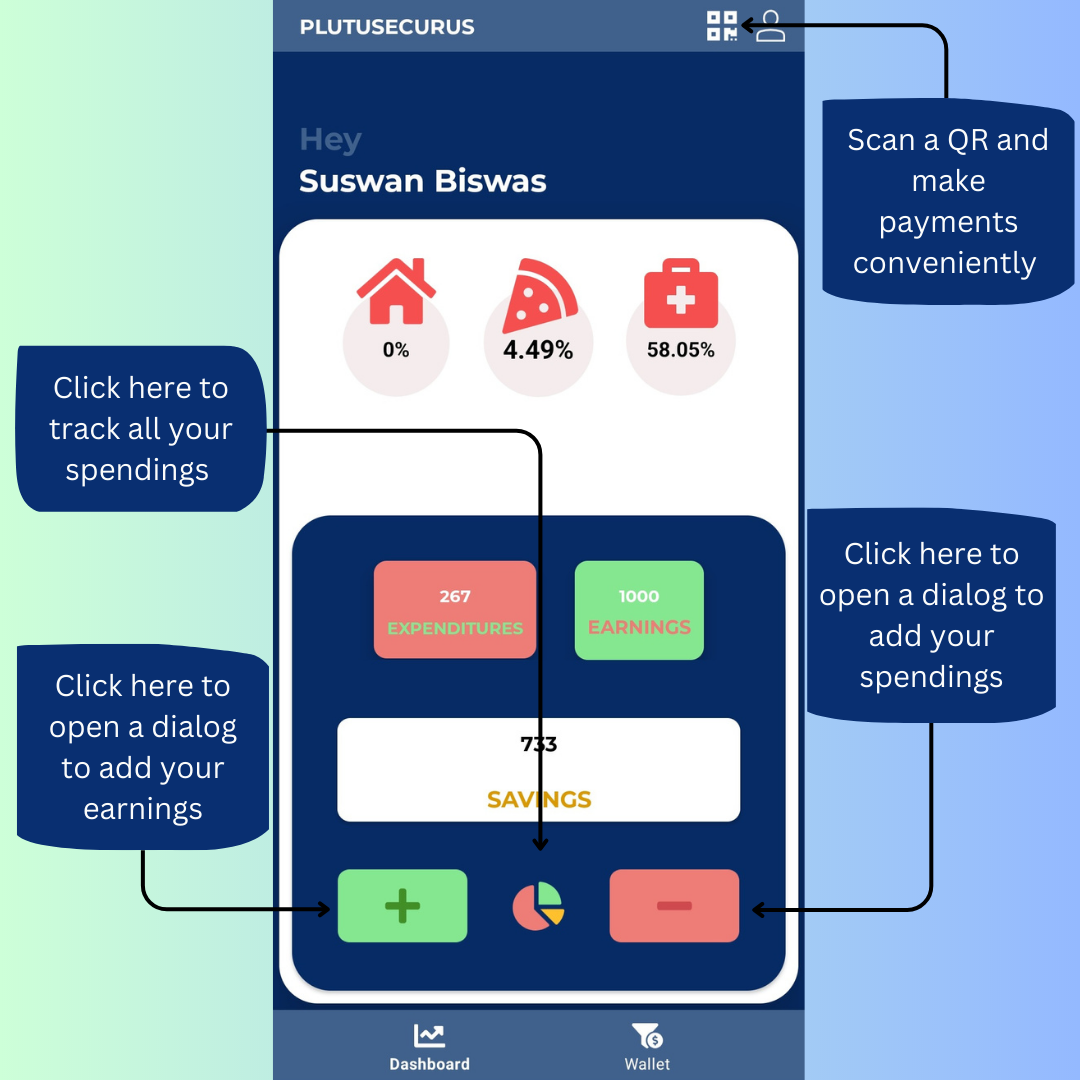 PLUTUSECURUS
Scan a QR and
make
payments
conveniently
Hey
Suswan Biswas
0%
4.49%
58.05%
Click here to
track all your
spendings
267
EXPENDITURES
1000
EARNINGS
Click here to
open a dialog to
add your
spendings
Click here to
open a dialog
to add your
earnings
733
SAVINGS
Dashboard
Wallet